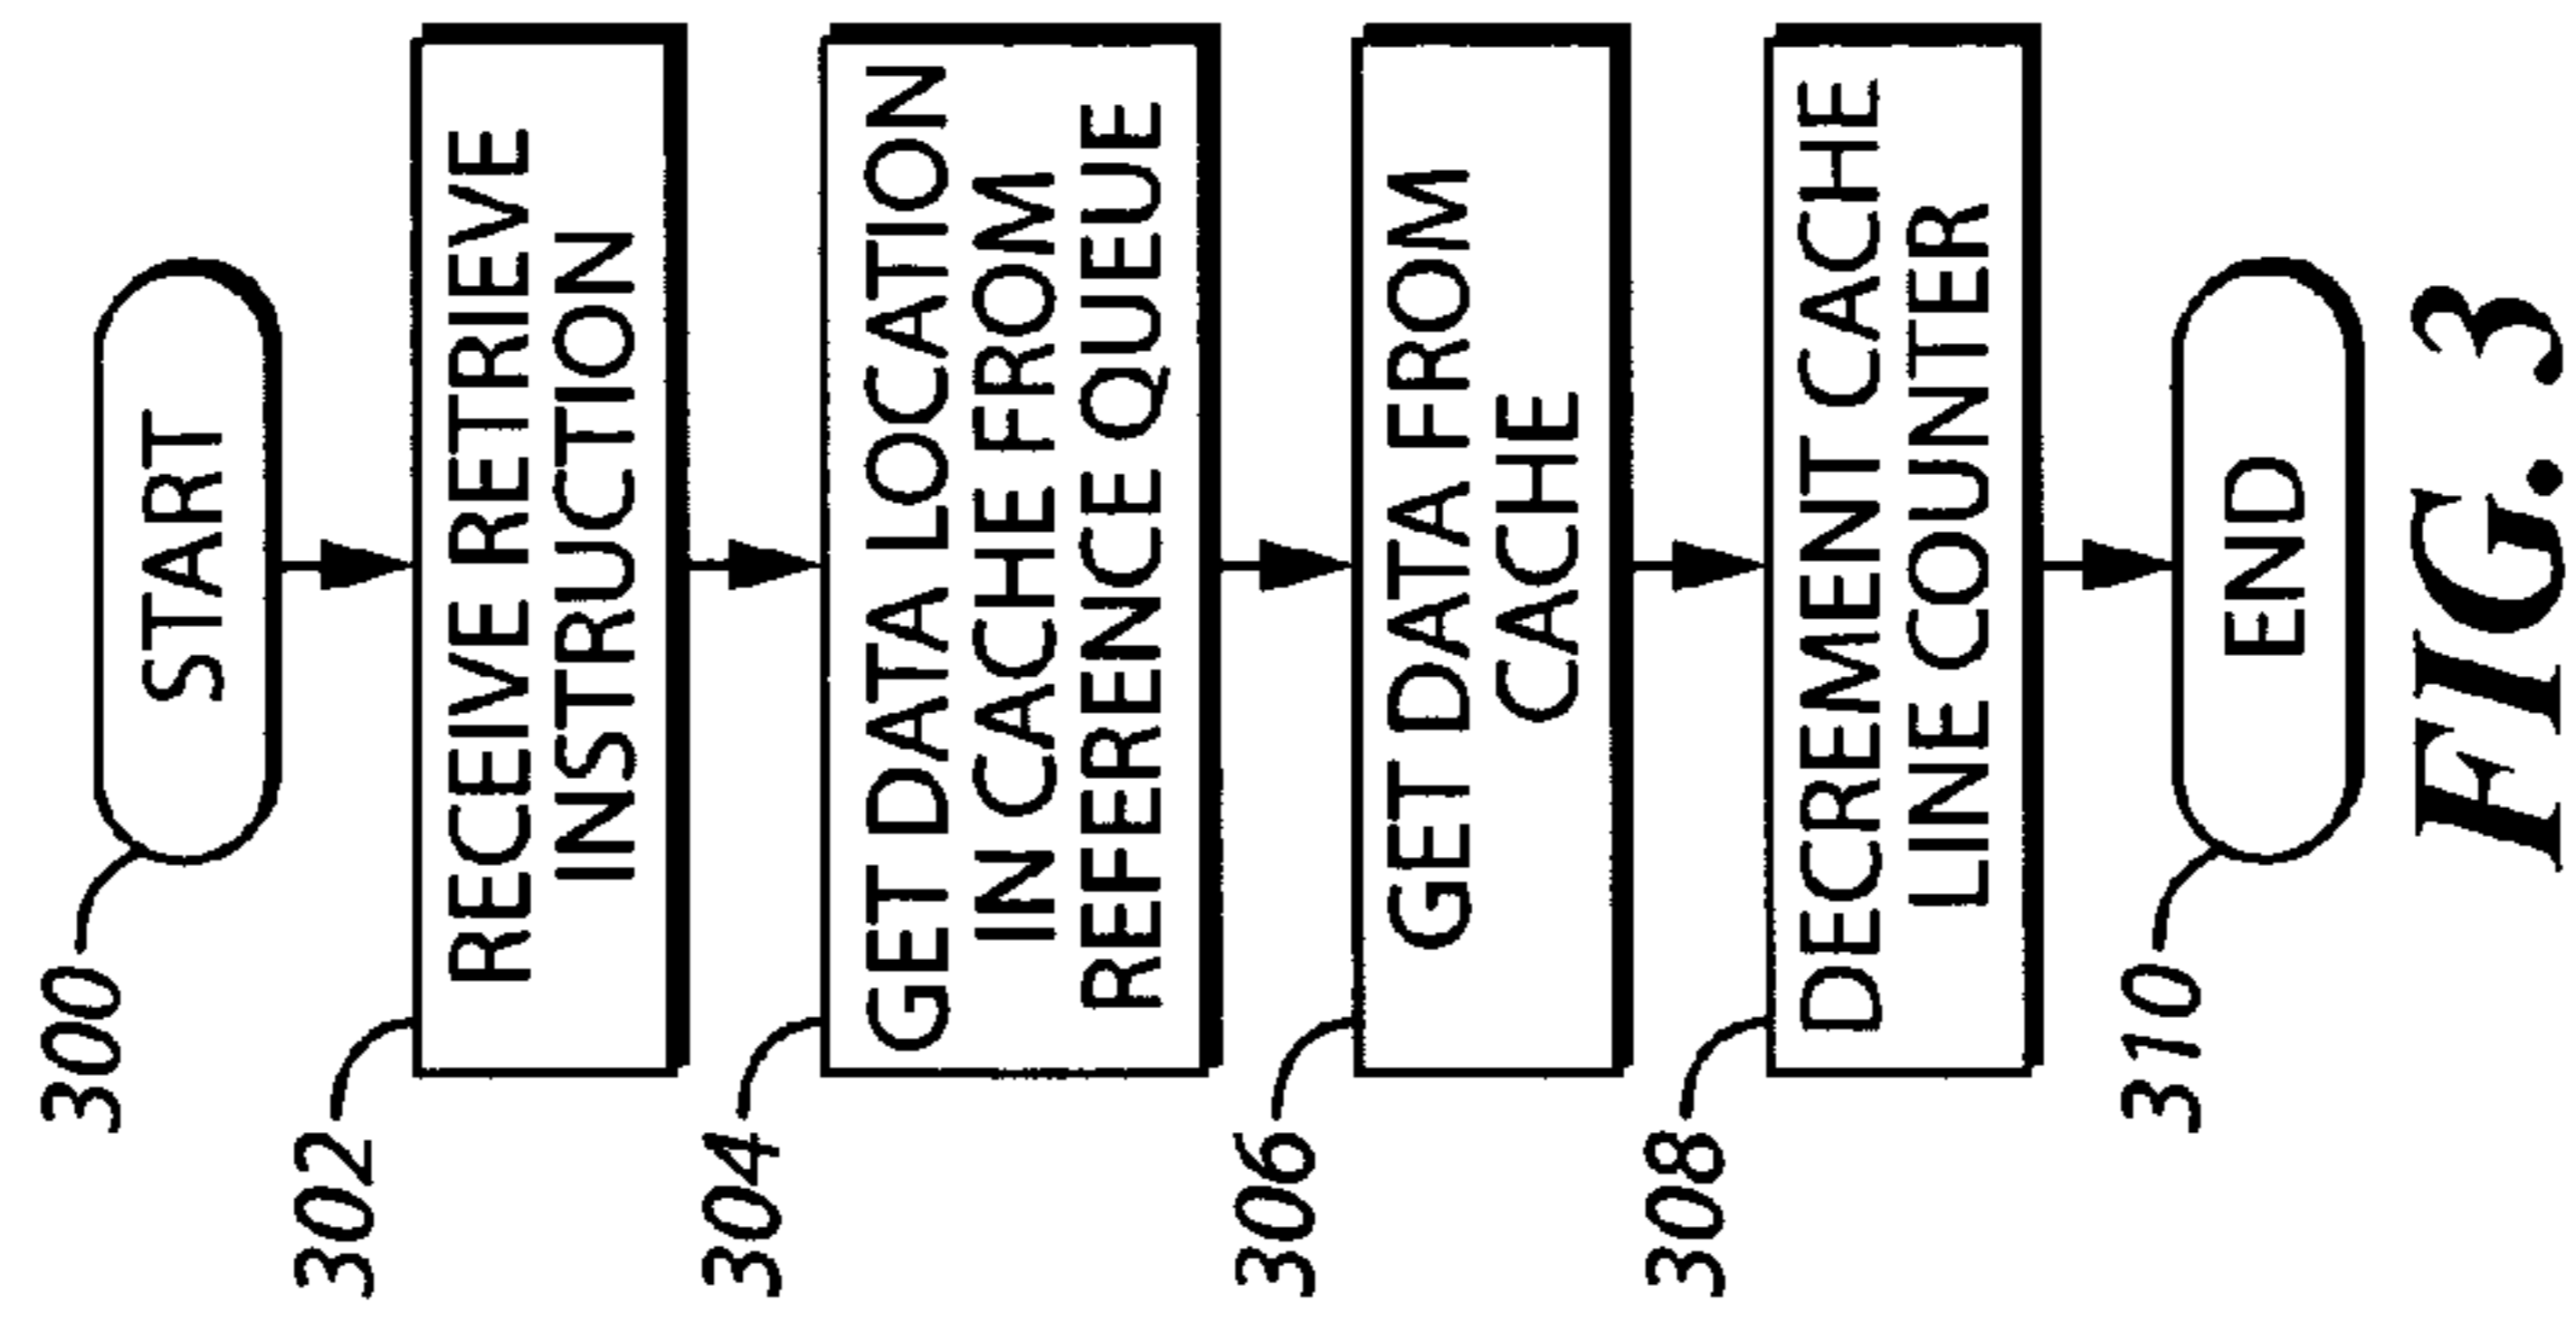 300
START
302
RECEIVE RETRIEVE
INSTRUCTION
304
GET DATA LOCATION
IN CACHE FROM
REFERENCE QUEUE
306
GET DATA FROM
CACHE
308
DECREMENT CACHE
LINE COUNTER
310
END
FIG. 3